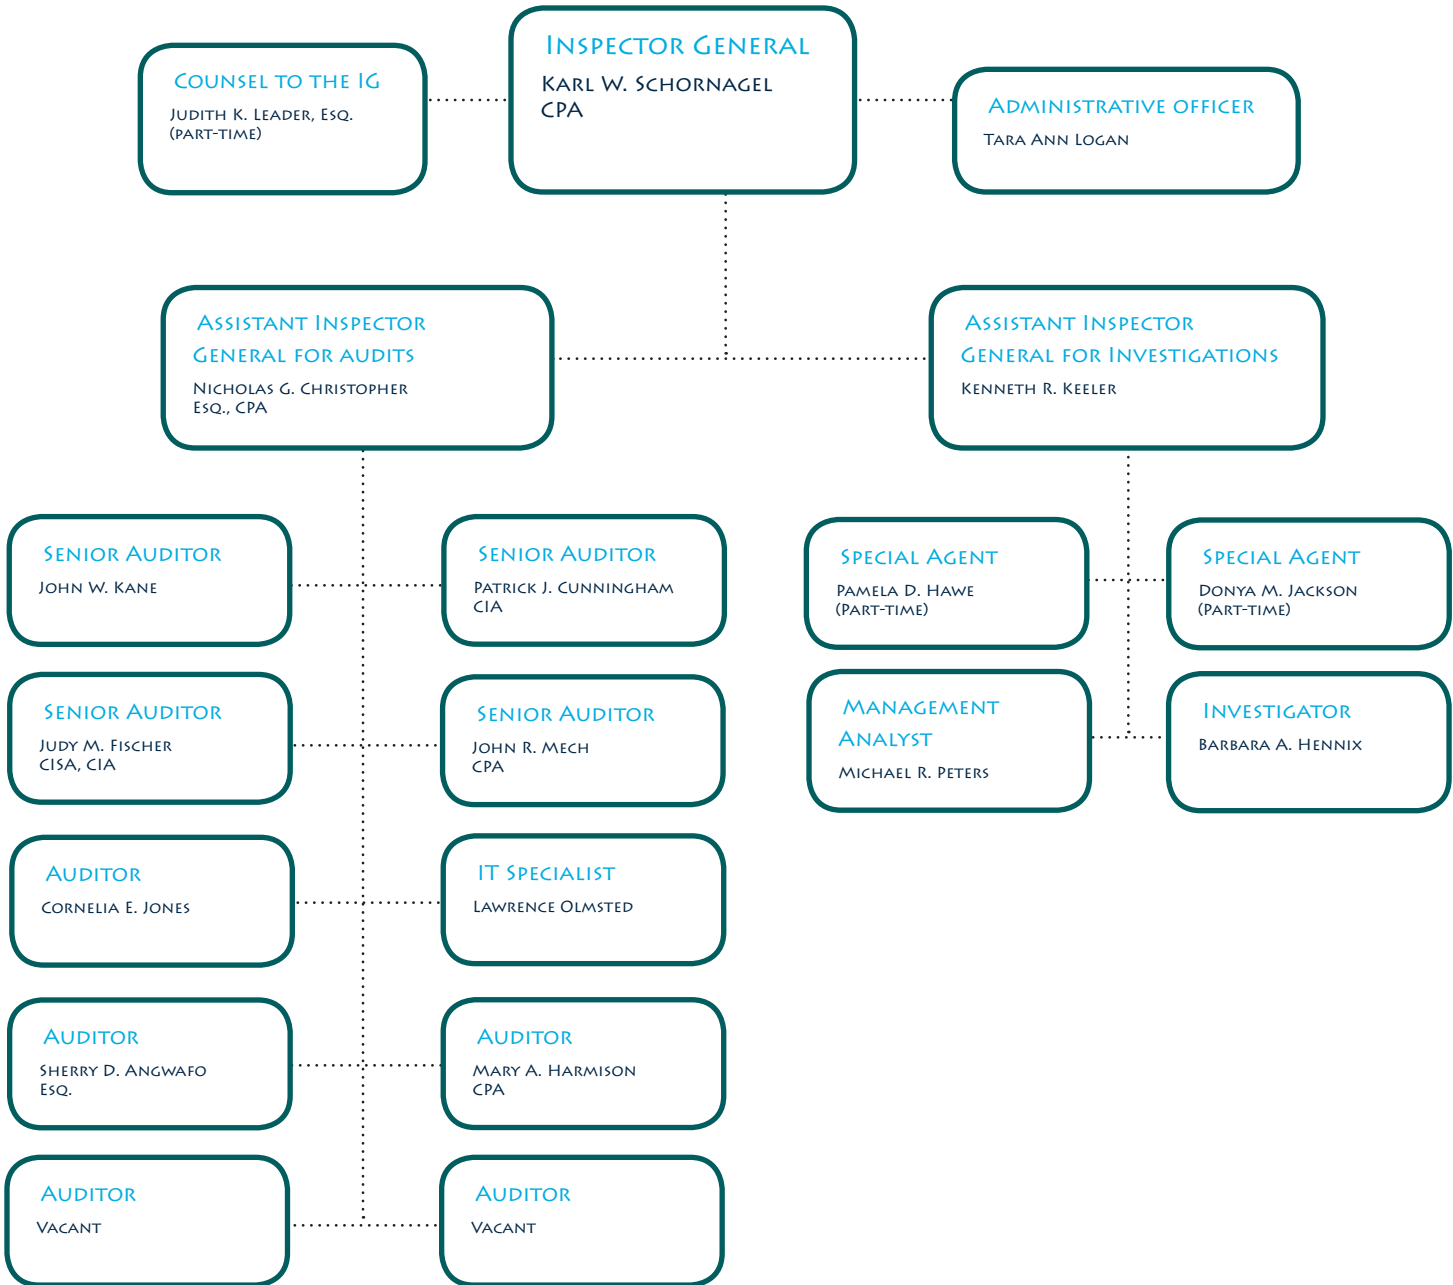 Inspector General
Karl W. Schornagel
CPA
Counsel to the IG
Judith K. Leader, Esq.
(part-time)
Administrative officer
Tara Ann Logan
Assistant Inspector
General for audits
Nicholas G. Christopher
Esq., CPA
Assistant Inspector
General for Investigations
Kenneth R. Keeler
Senior Auditor
John W. Kane
Senior Auditor
Patrick J. Cunningham
CIA
Senior Auditor
Judy M. Fischer
CISA, CIA
Senior Auditor
John R. Mech
CPA
Auditor
Cornelia E. Jones
IT Specialist
Lawrence Olmsted
Auditor
Sherry D. Angwafo
Esq.
Auditor
Mary A. Harmison
CPA
Auditor
Vacant
Auditor
Vacant
Special Agent
Pamela D. Hawe
(Part-time)
Special Agent
Donya M. Jackson
(Part-time)
Management
Analyst
Michael R. Peters
Investigator
Barbara A. Hennix